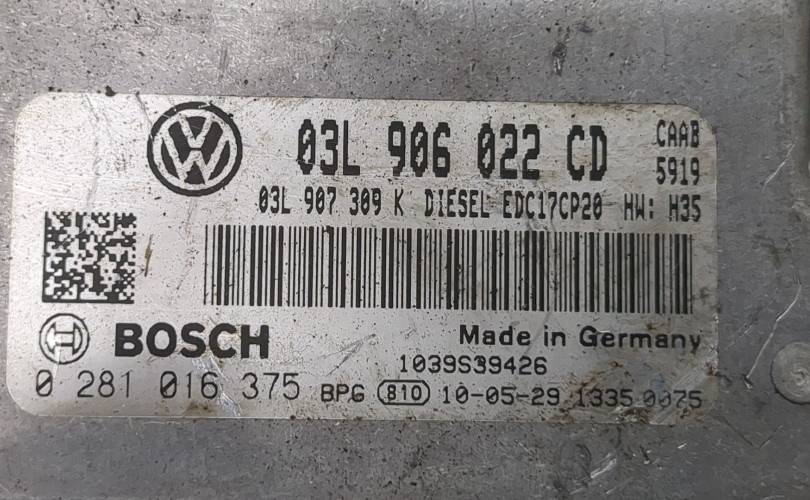 VW 03L 906 022 CD CAAB
5919
03L 907 309 K DIESEL EDC17CP20 HW: H35
BOSCH Made in Germany
1039S39426
0 281 016 375 BPG 810 10-05-29 1335 0075